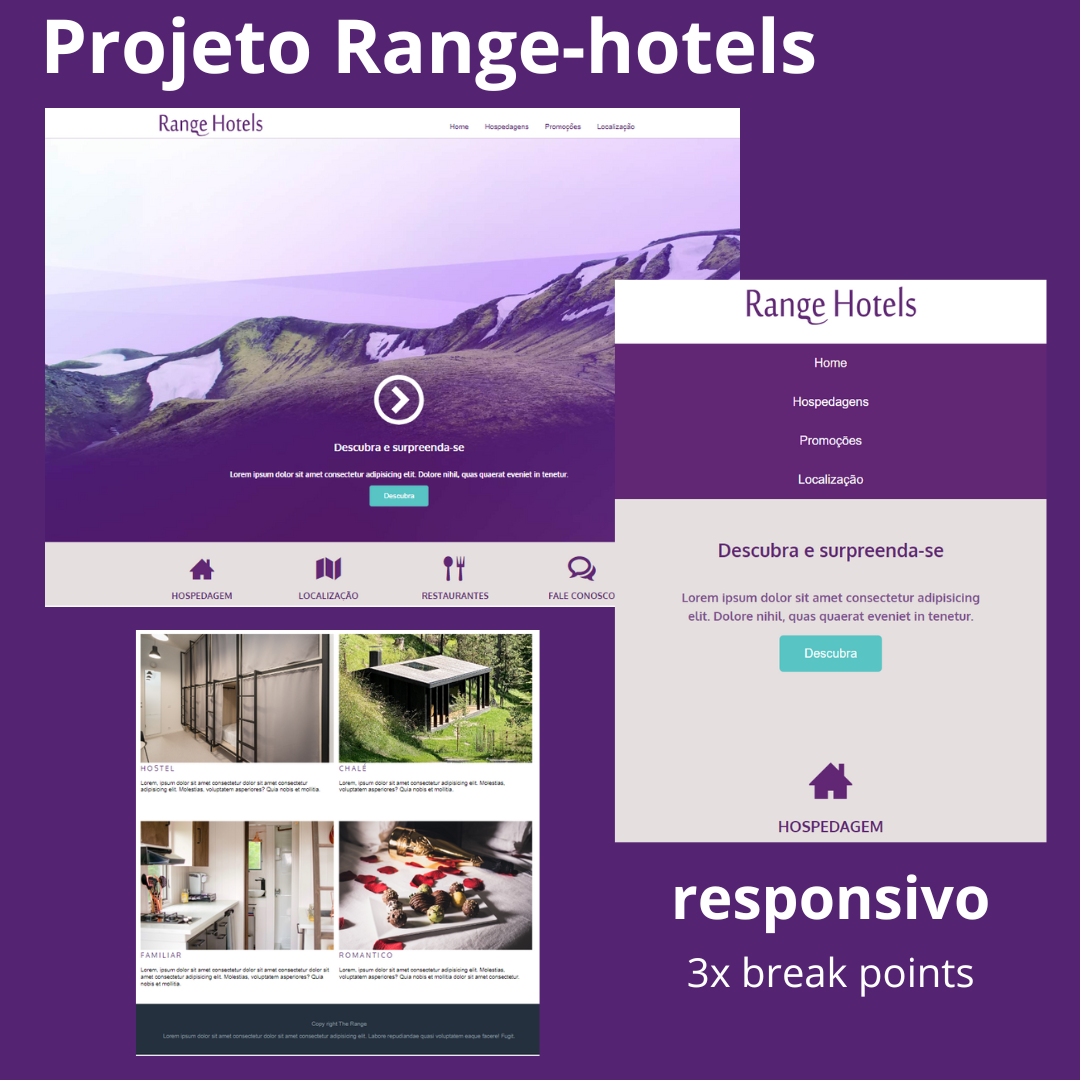 Projeto Range-hotels
Range Hotels
Home Hospedagens Promoções Localização
Descubra e surpreenda-se
Lorem ipsum dolor sit amet consectetur adipisicing elit. Dolore nihil, quas quaerat eveniet in tenetur.
Descubra
HOSPEDAGEM LOCALIZAÇÃO RESTAURANTES FALE CONOSCO
Range Hotels
Home
Hospedagens
Promoções
Localização
Descubra e surpreenda-se
Lorem ipsum dolor sit amet consectetur adipisicing
elit. Dolore nihil, quas quaerat eveniet in tenetur.
Descubra
HOSPEDAGEM
HOSTEL
Lorem, ipsum dolor sit amet consectetur dolor sit amet consectetur
adipisicing elit. Molestias, voluptatem asperiores? Quia nobis et mollitia.
CHALÉ
Lorem, ipsum dolor sit amet consectetur adipisicing elit. Molestias,
voluptatem asperiores? Quia nobis et mollitia.
FAMILIAR
Lorem, ipsum dolor sit amet consectetur dolor sit amet consectetur dolor sit
amet consectetur adipisicing elit. Molestias, voluptatem asperiores? Quia
nobis et mollitia.
ROMANTICO
Lorem, ipsum dolor sit amet consectetur adipisicing elit. Molestias,
voluptatem asperiores? Quia nobis et mollitia dolor sit amet consectetur.
Copy right The Range
Lorem ipsum dolor sit amet consectetur dolor sit amet consectetur adipisicing elit. Labore repudiandae quasi voluptatem eaque facere! Fugit.
responsivo
3x break points